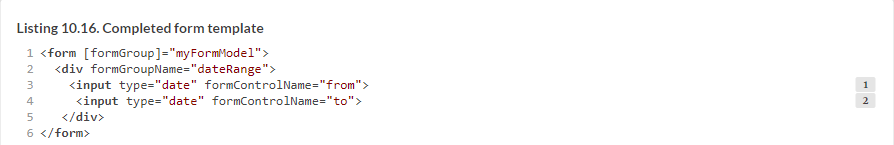 Listing 10.16. Completed form template
1 <form [formGroup]="myFormModel">
2   <div formGroupName="dateRange">
3     <input type="date" formControlName="from"> 1
4      <input type="date" formControlName="to"> 2
5    </div>
6 </form>